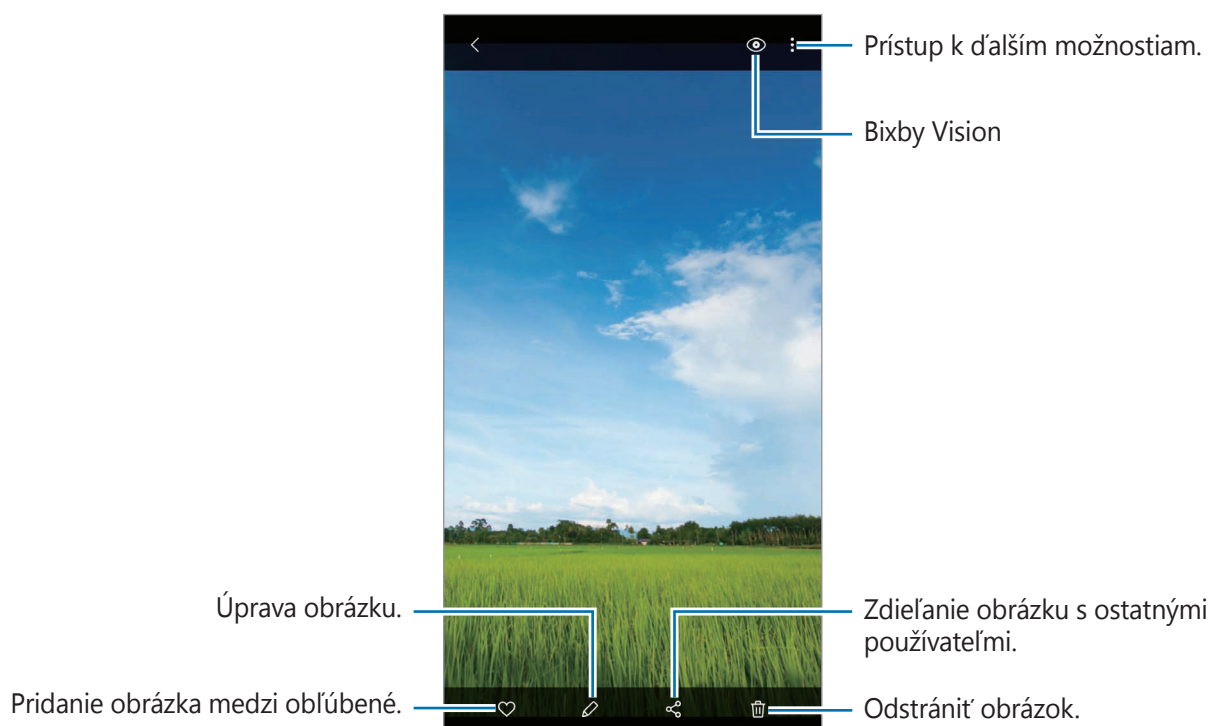 Prístup k ďalším možnostiam.
Bixby Vision
Úprava obrázku.
Zdieľanie obrázku s ostatnými
používateľmi.
Pridanie obrázka medzi obľúbené.
Odstrániť obrázok.